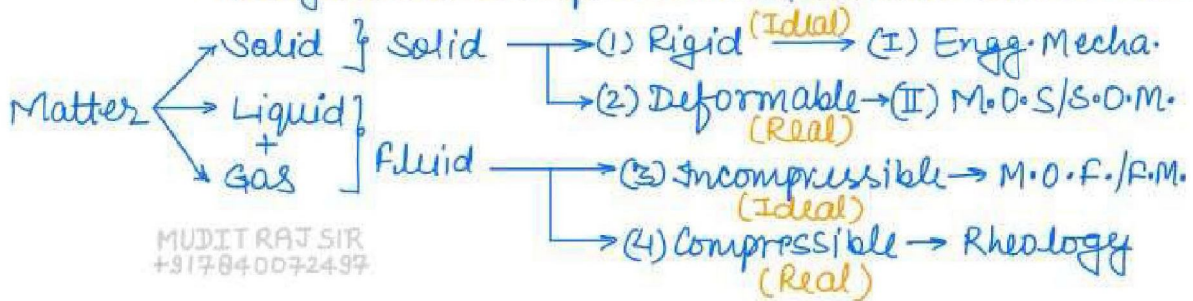 Solid } Solid → (1) Rigid (Ideal) → (I) Engg. Mecha.
Matter → Liquid → (2) Deformable → (II) M.O.S/S.O.M.
+ (Real)
Gas ] Fluid → (3) Incompressible → M.O.F./F.M.
(Ideal)
MUDIT RAJ SIR → (4) Compressible → Rheology
+917840072497 (Real)